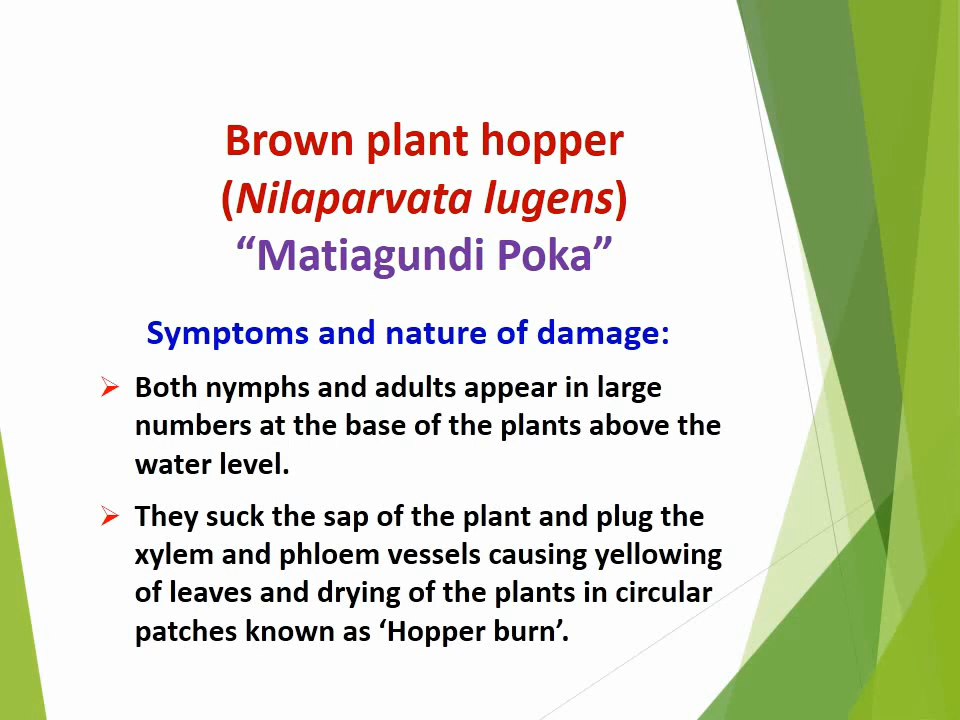 Brown plant hopper
(Nilaparvata lugens)
“Matiagundi Poka”
Symptoms and nature of damage:
➢ Both nymphs and adults appear in large
numbers at the base of the plants above the
water level.
➢ They suck the sap of the plant and plug the
xylem and phloem vessels causing yellowing
of leaves and drying of the plants in circular
patches known as ‘Hopper burn’.